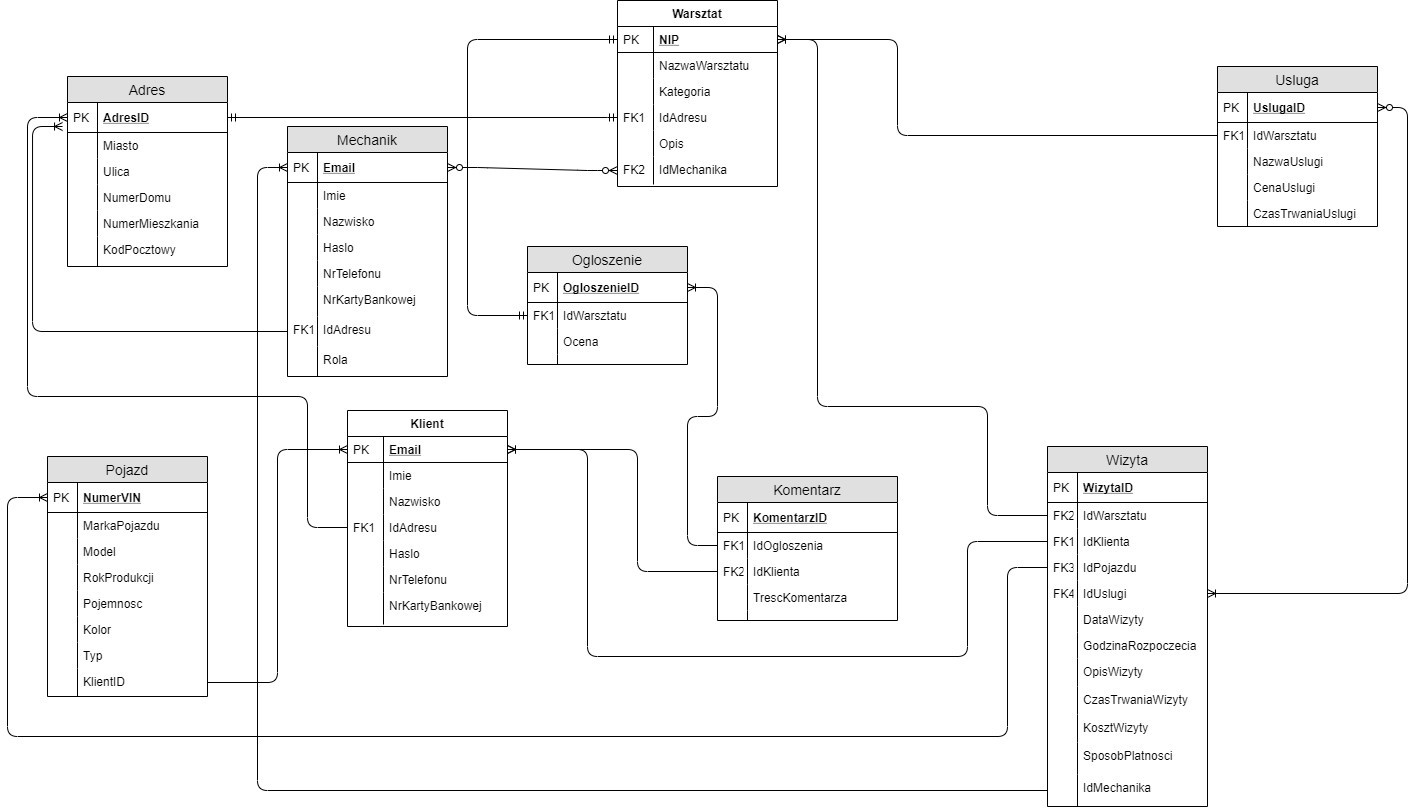 Warsztat
PK NIP
NazwaWarsztatu
Kategoria
FK1 IdAdresu
Opis
FK2 IdMechanika
Adres
PK AdresID
Miasto
Ulica
NumerDomu
NumerMieszkania
KodPocztowy
Mechanik
PK Email
Imie
Nazwisko
Haslo
NrTelefonu
NrKartyBankowej
FK1 IdAdresu
Rola
Usluga
PK UslugaID
FK1 IdWarsztatu
NazwaUslugi
CenaUslugi
CzasTrwaniaUslugi
Ogloszenie
PK OgloszenieID
FK1 IdWarsztatu
Ocena
Klient
PK Email
Imie
Nazwisko
FK1 IdAdresu
Haslo
NrTelefonu
NrKartyBankowej
Pojazd
PK NumerVIN
MarkaPojazdu
Model
RokProdukcji
Pojemnosc
Kolor
Typ
KlientID
Komentarz
PK KomentarzID
FK1 IdOgloszenia
FK2 IdKlienta
TrescKomentarza
Wizyta
PK WizytaID
FK2 IdWarsztatu
FK1 IdKlienta
FK3 IdPojazdu
FK4 IdUslugi
DataWizyty
GodzinaRozpoczecia
OpisWizyty
CzasTrwaniaWizyty
KosztWizyty
SposobPlatnosci
IdMechanika